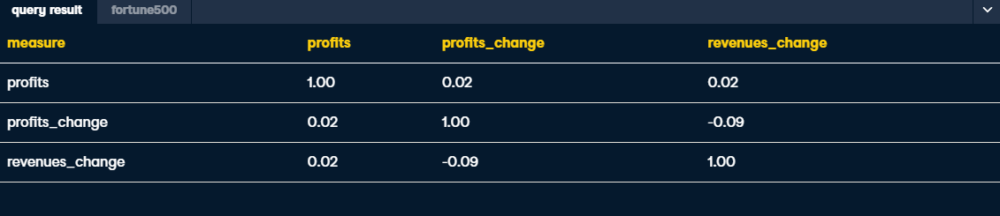 query result fortune500
measure profits profits_change revenues_change
profits 1.00 0.02 0.02
profits_change 0.02 1.00 -0.09
revenues_change 0.02 -0.09 1.00